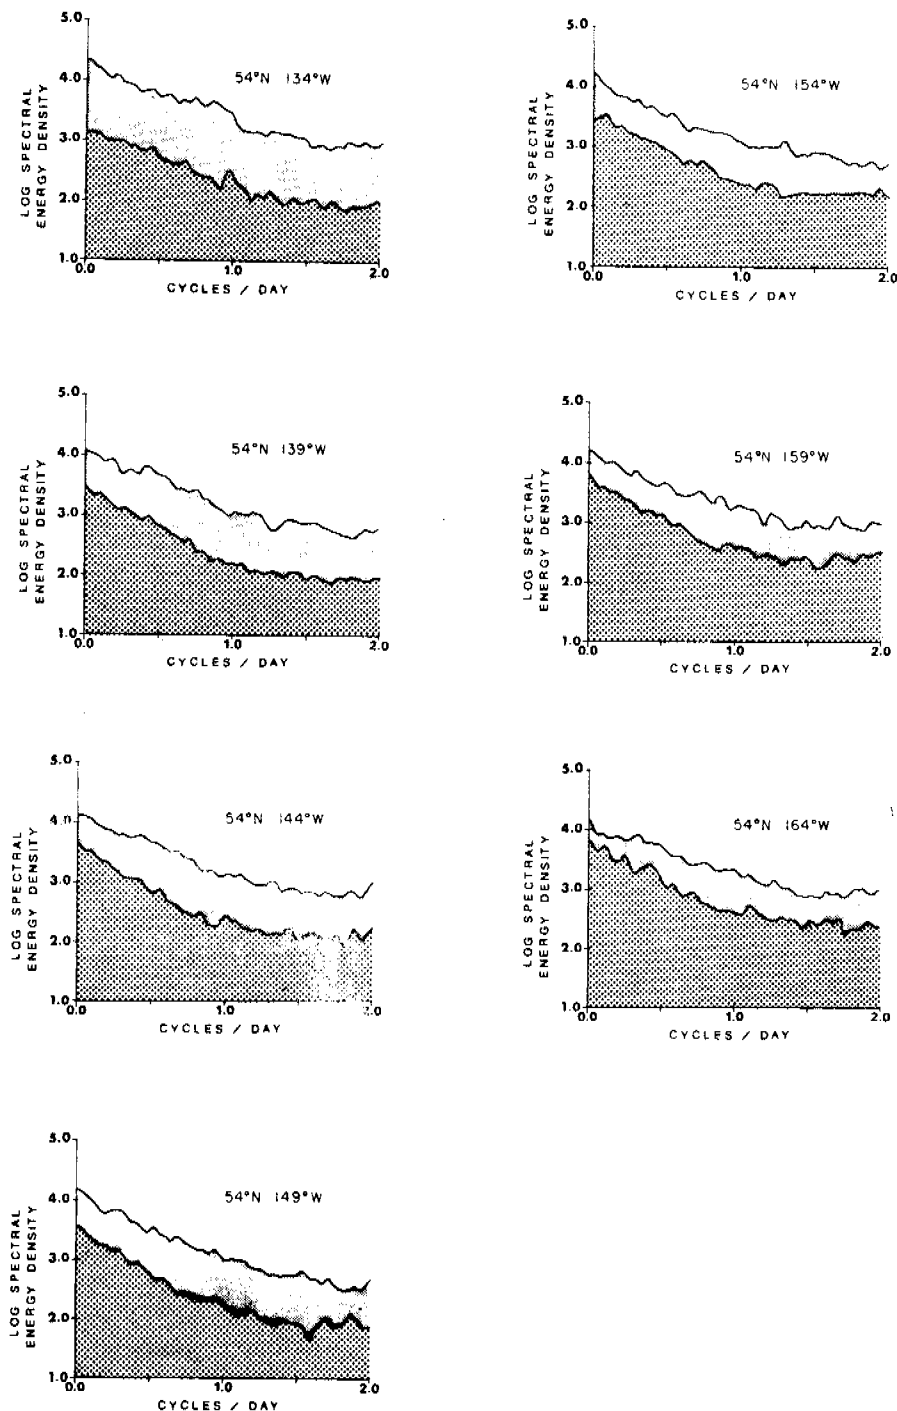 5.0
4.0
3.0
2.0
1.0
LOG SPECTRAL
ENERGY DENSITY
54°N 134°W
0.0 1.0 2.0
CYCLES / DAY
5.0
4.0
3.0
2.0
1.0
LOG SPECTRAL
ENERGY DENSITY
54°N 154°W
0.0 1.0 2.0
CYCLES / DAY
5.0
4.0
3.0
2.0
1.0
LOG SPECTRAL
ENERGY DENSITY
54°N 139°W
0.0 1.0 2.0
CYCLES / DAY
5.0
4.0
3.0
2.0
1.0
LOG SPECTRAL
ENERGY DENSITY
54°N 159°W
0.0 1.0 2.0
CYCLES / DAY
5.0
4.0
3.0
2.0
1.0
LOG SPECTRAL
ENERGY DENSITY
54°N 144°W
0.0 1.0 2.0
CYCLES / DAY
5.0
4.0
3.0
2.0
1.0
LOG SPECTRAL
ENERGY DENSITY
54°N 164°W
0.0 1.0 2.0
CYCLES / DAY
5.0
4.0
3.0
2.0
1.0
LOG SPECTRAL
ENERGY DENSITY
54°N 149°W
0.0 1.0 2.0
CYCLES / DAY